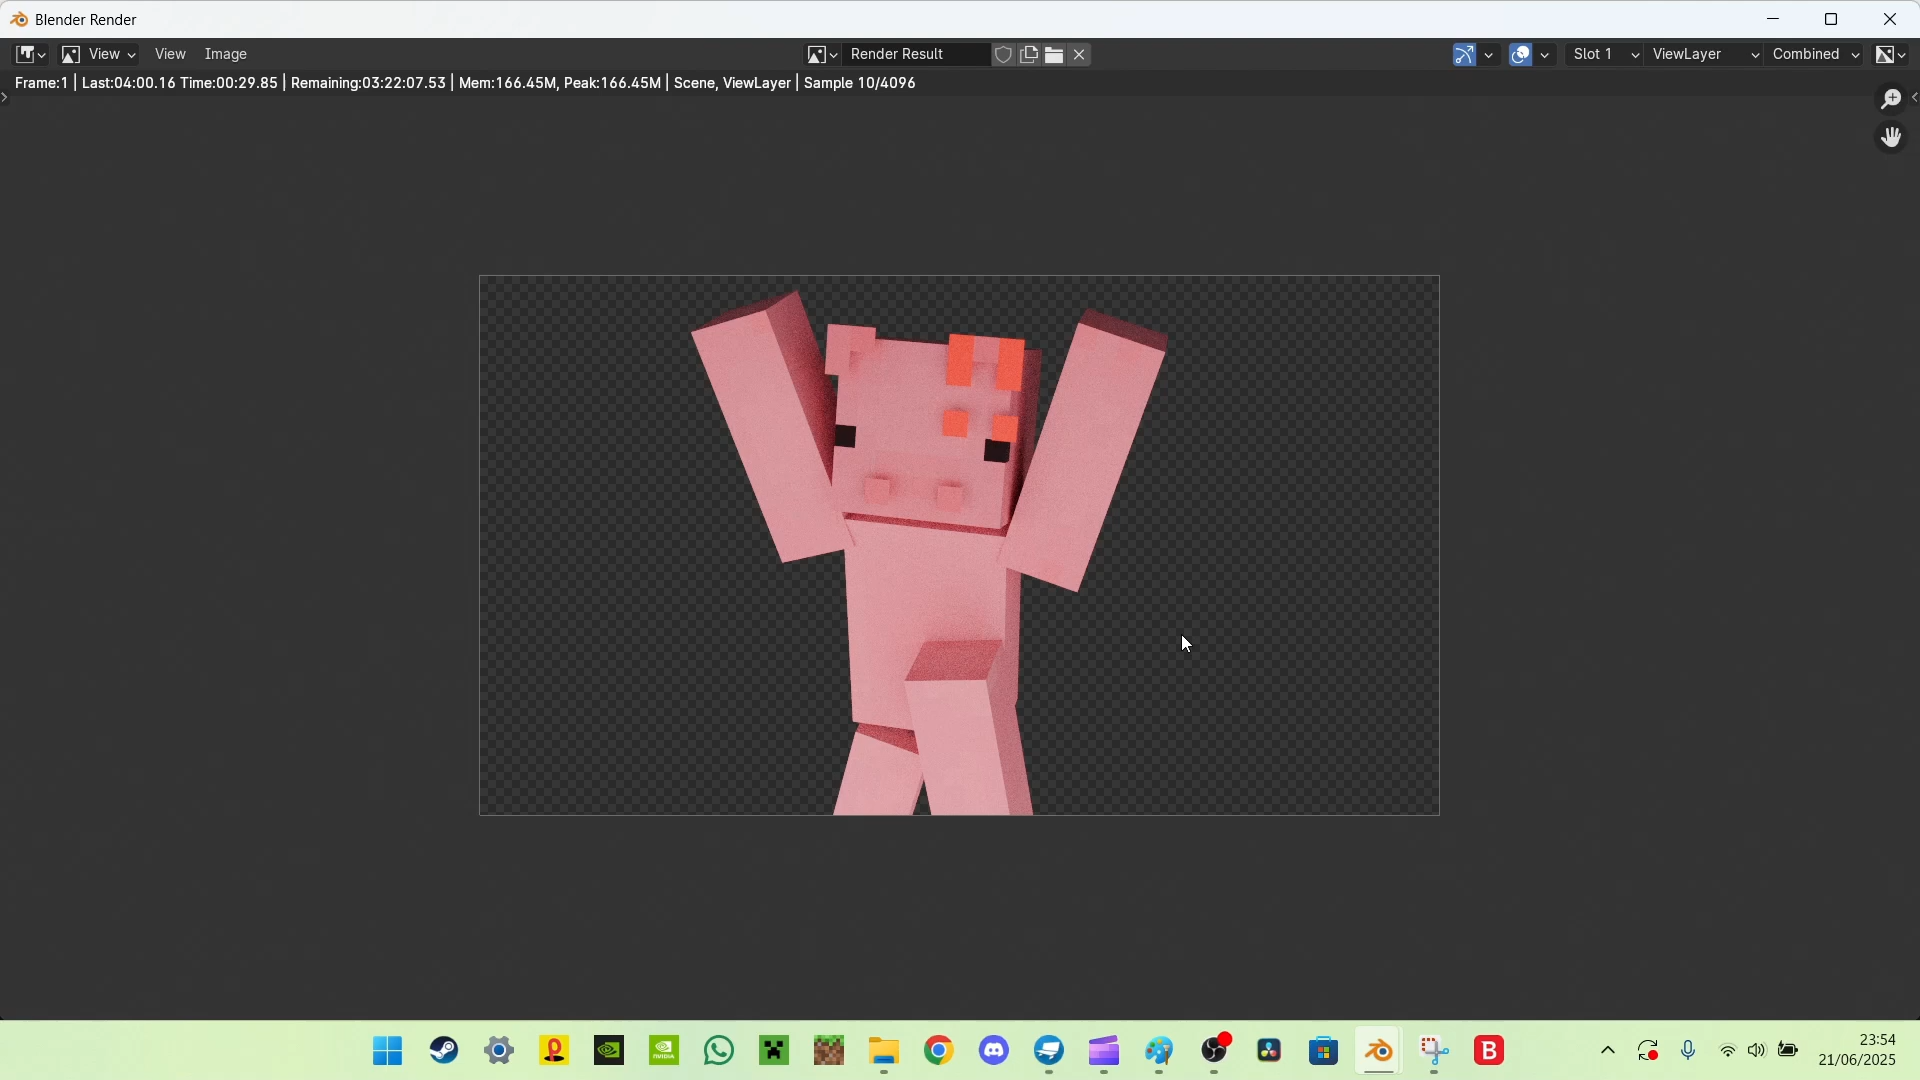 Blender Render
View View Image Render Result Slot 1 ViewLayer Combined
Frame:1 | Last:04:00.16 Time:00:29.85 | Remaining:03:22:07.53 | Mem:166.45M, Peak:166.45M | Scene, ViewLayer | Sample 10/4096
NVIDIA
B
23:54
21/06/2025